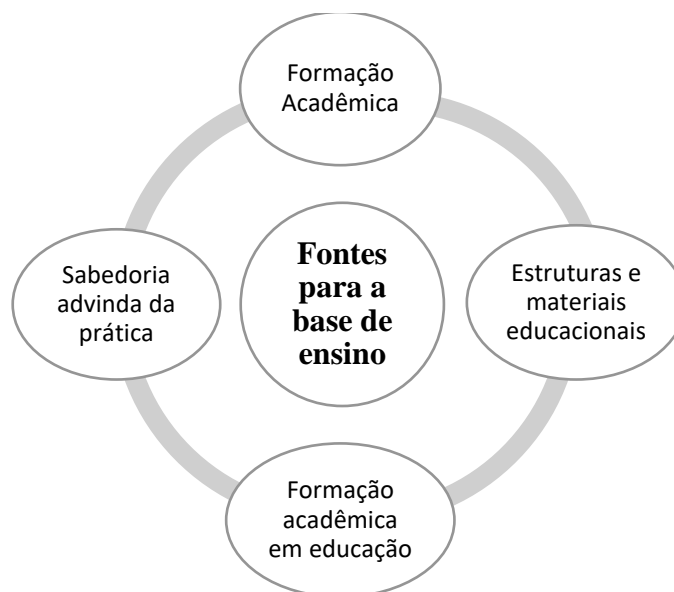 Formação
Acadêmica
Sabedoria
advinda da
prática
Fontes
para a
base de
ensino
Estruturas e
materiais
educacionais
Formação
acadêmica
em educação